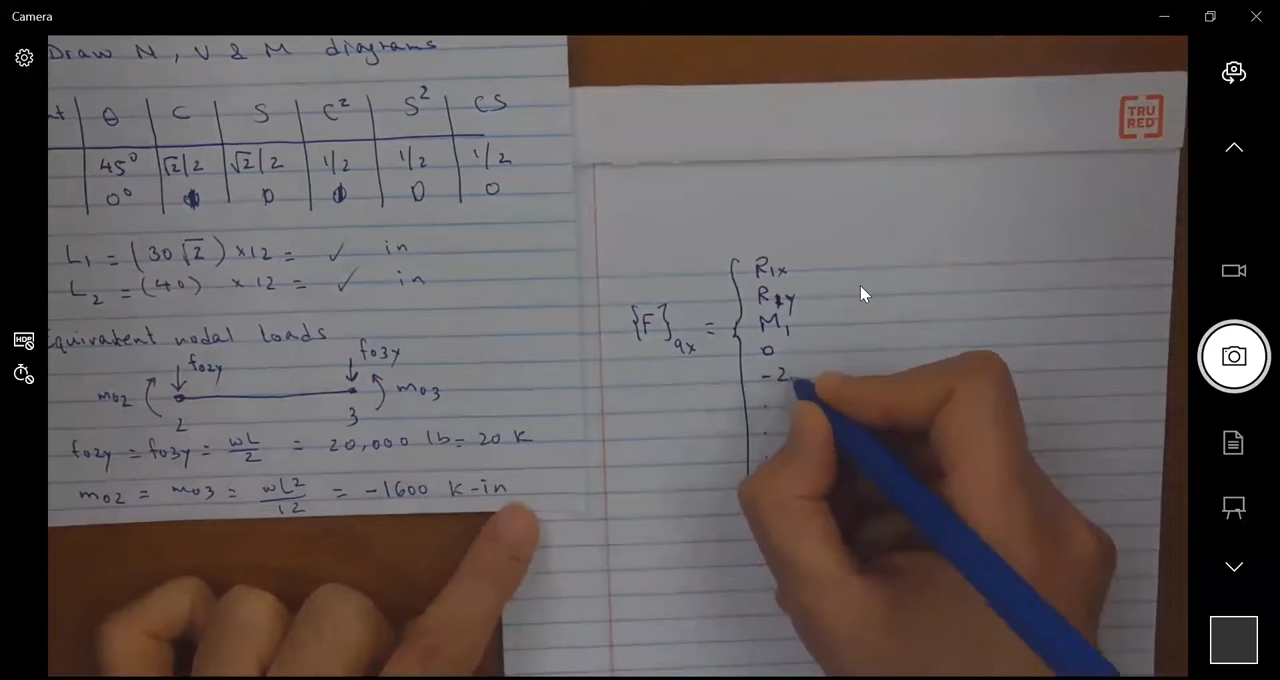 Camera
Draw N, V & M diagrams
nt θ C S C² S² CS
45° √2/2 √2/2 1/2 1/2 1/2
0° 0 0 0
L₁ = (30√2) ×12 = ✓ in
L₂ = (40) ×12 = ✓ in
Equivalent nodal loads
fo2y fo3y
mo2 mo3
2 3
fo2y = fo3y = wL/2 = 20,000 lb = 20 K
mo2 = mo3 = wL²/12 = -1600 K-in
TRU
RED
{F}9x = { R1x
R1y
M₁
0
-2
.
.
.
HDR